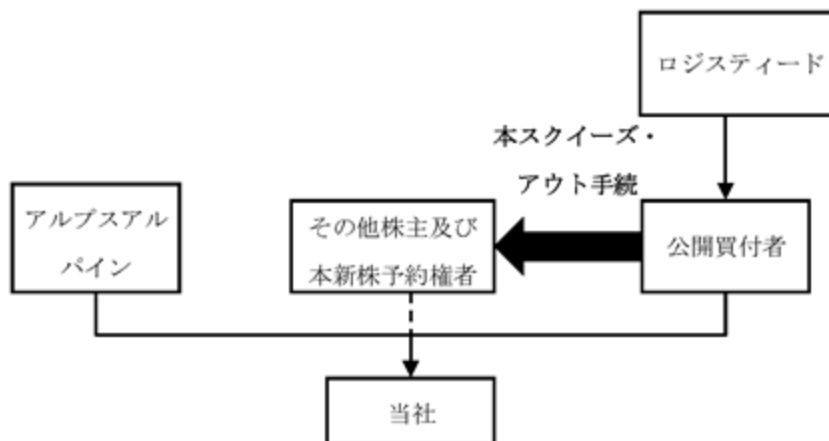 ロジスティード
本スクイーズ・
アウト手続
アルプスアル
パイン
その他株主及び
本新株予約権者
公開買付者
当社